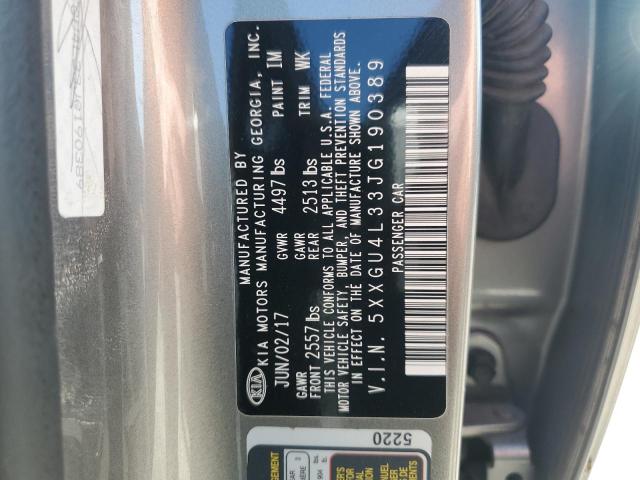 MANUFACTURED BY
KIA KIA MOTORS MANUFACTURING GEORGIA, INC.
JUN/02/17 GVWR 4497 lbs PAINT IM
GAWR FRONT 2557 lbs GAWR REAR 2513 lbs TRIM WK
THIS VEHICLE CONFORMS TO ALL APPLICABLE U.S.A. FEDERAL
MOTOR VEHICLE SAFETY, BUMPER, AND THEFT PREVENTION STANDARDS
IN EFFECT ON THE DATE OF MANUFACTURE SHOWN ABOVE.
V.I.N. 5XXGU4L33JG190389
PASSENGER CAR
5220